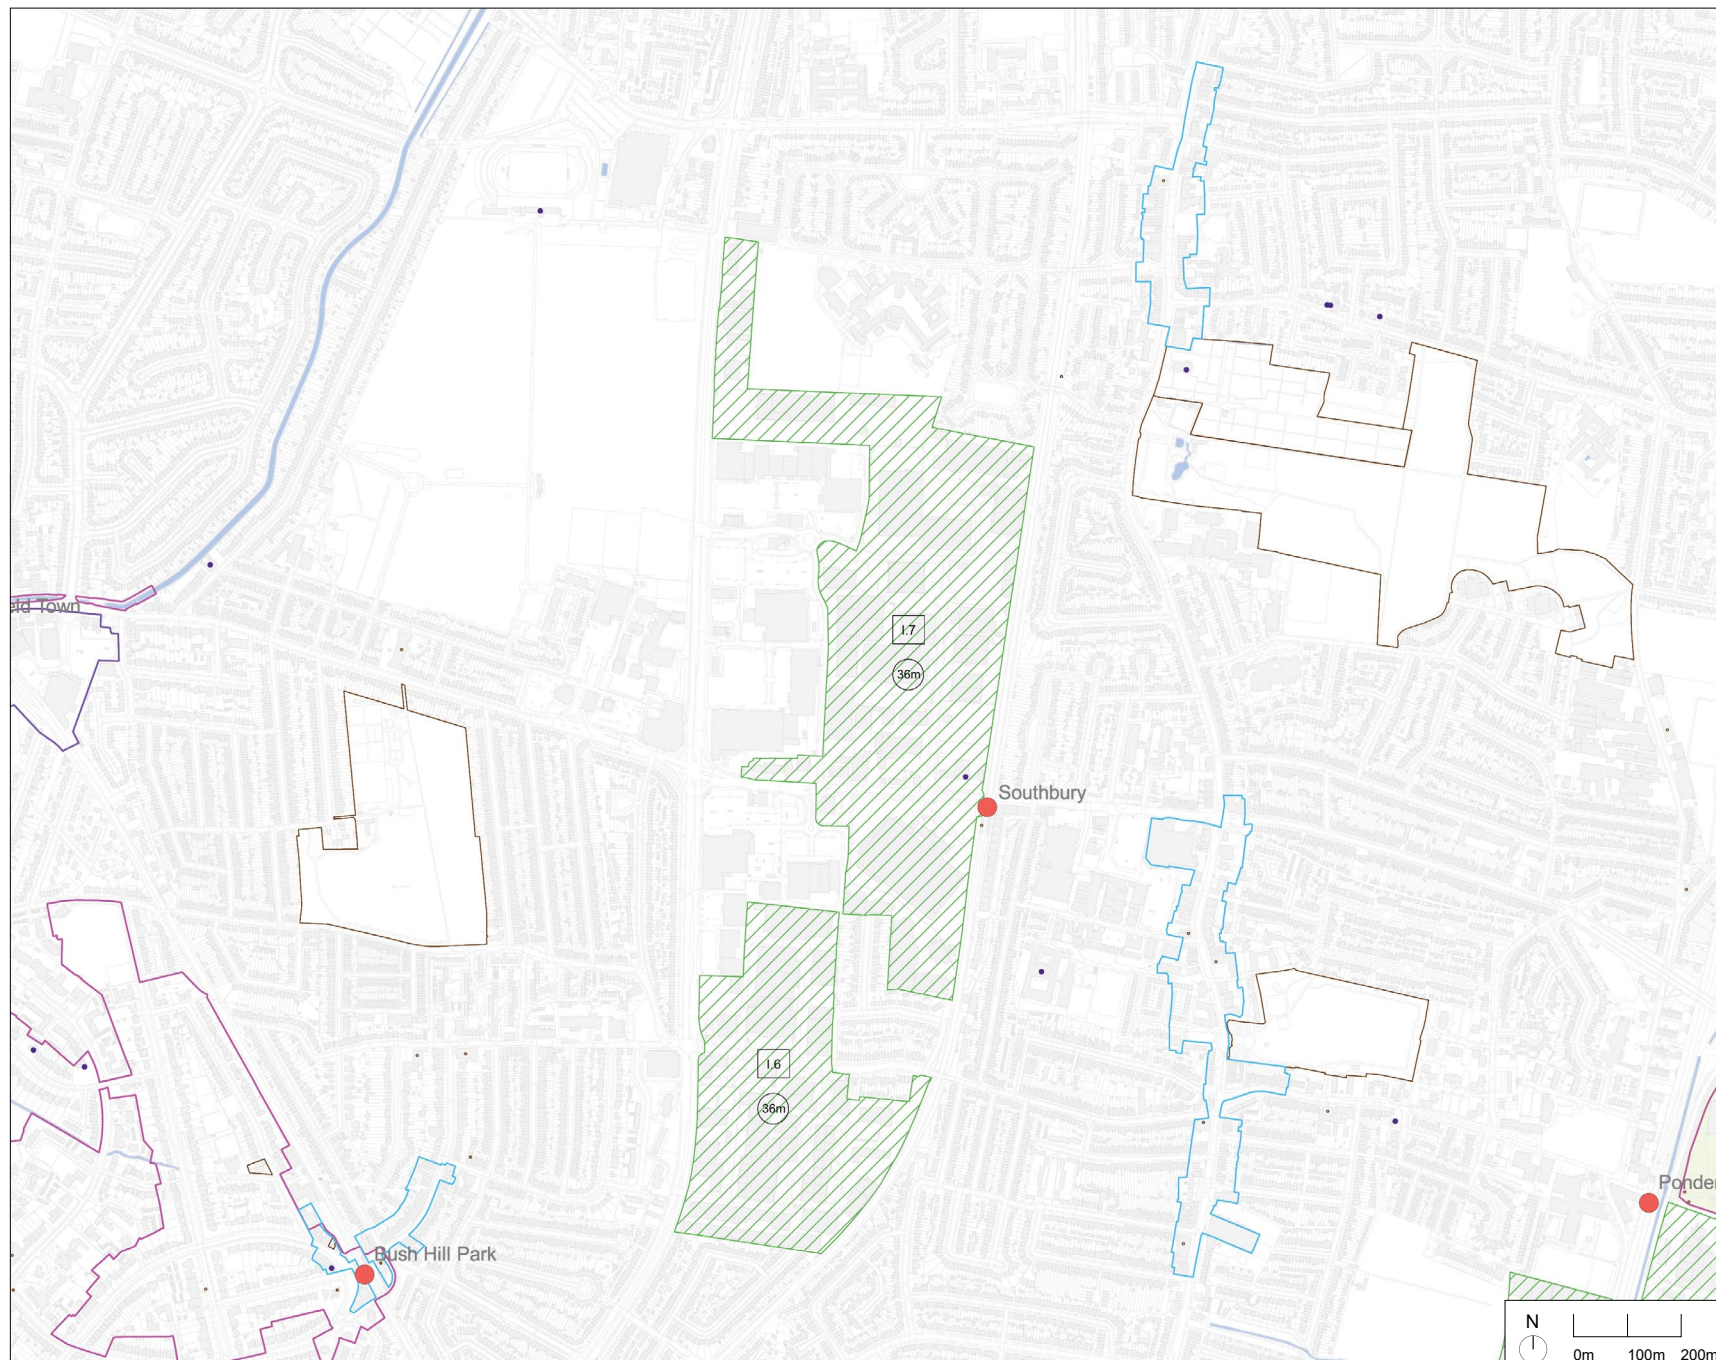 eld Town
I.7
36m
Southbury
I.6
36m
Ponder
Bush Hill Park
N
0m 100m 200m